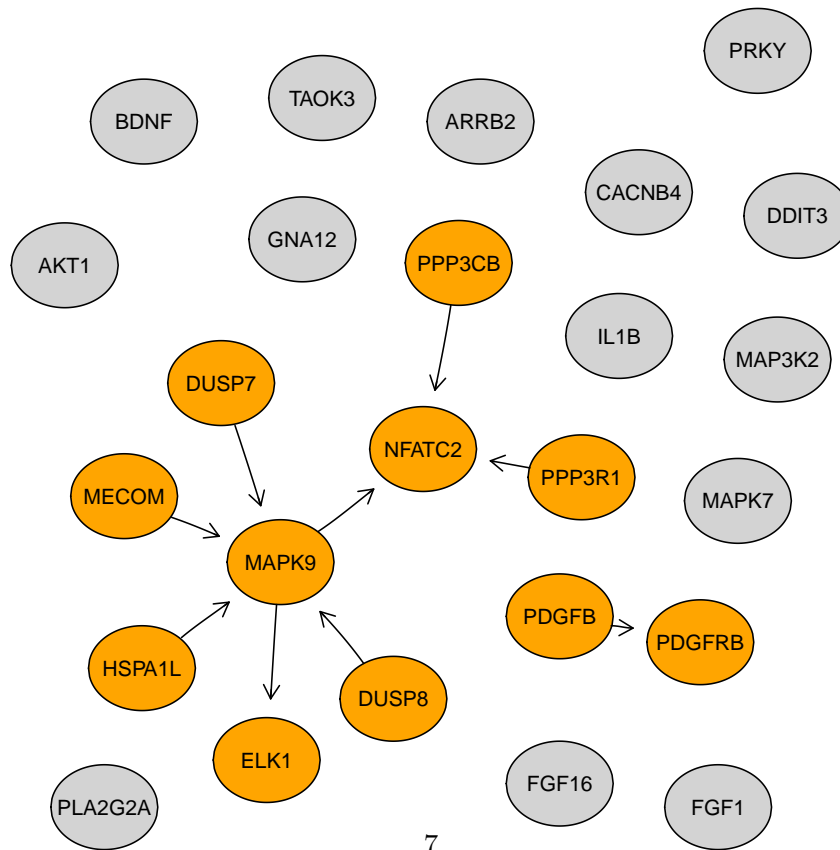 PRKY
TAOK3
BDNF
ARRB2
CACNB4
DDIT3
GNA12
AKT1
PPP3CB
IL1B
MAP3K2
DUSP7
NFATC2
PPP3R1
MECOM
MAPK7
MAPK9
PDGFB
PDGFRB
HSPA1L
DUSP8
ELK1
FGF16
PLA2G2A
FGF1
7